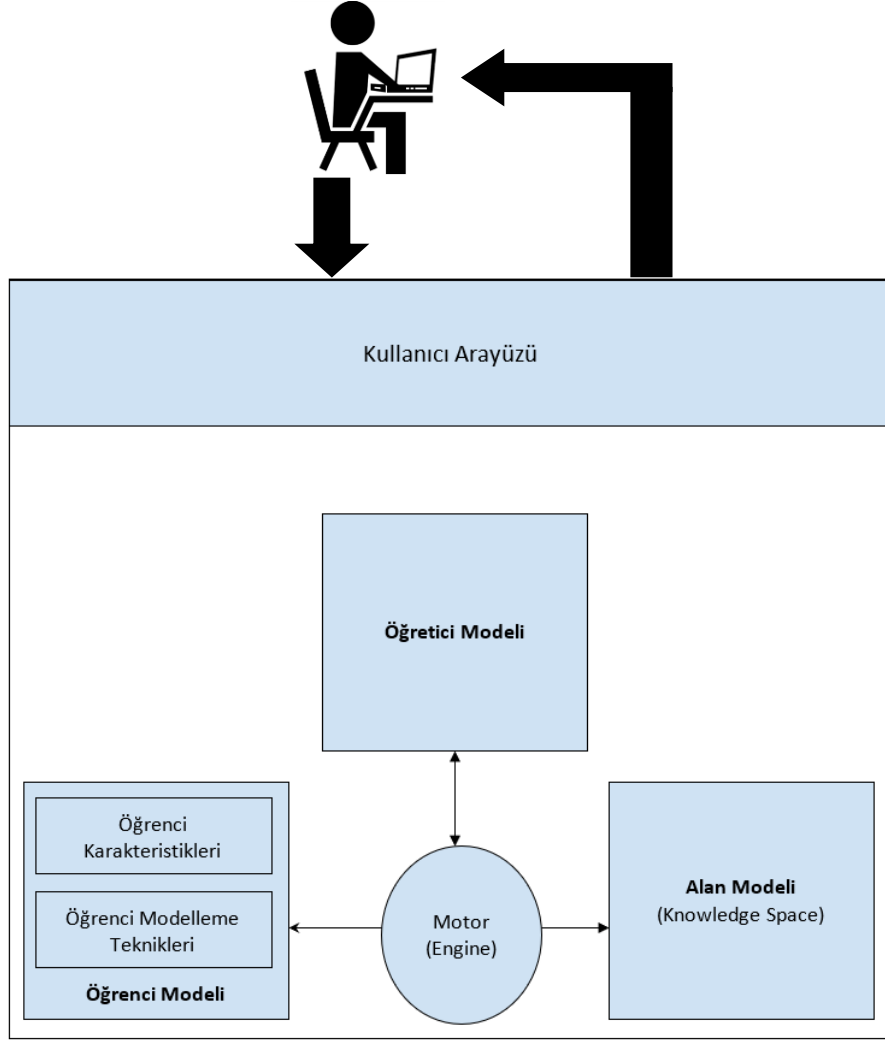 Kullanıcı Arayüzü
Öğretici Modeli
Öğrenci
Karakteristikleri
Öğrenci Modelleme
Teknikleri
Öğrenci Modeli
Motor
(Engine)
Alan Modeli
(Knowledge Space)